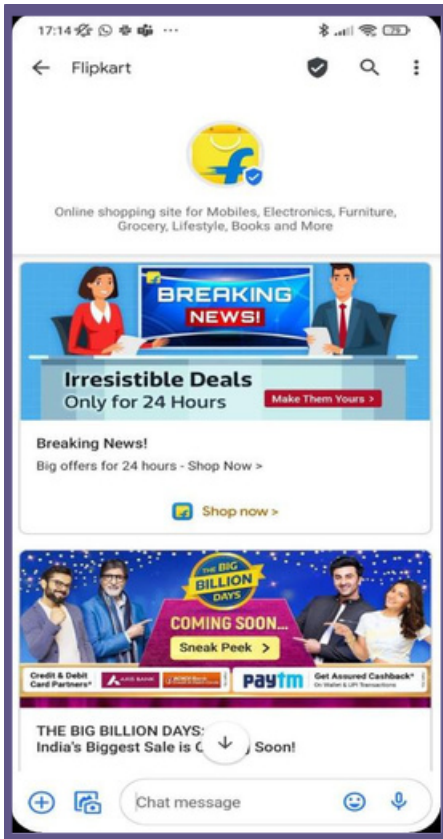 17:14
79
Flipkart
Online shopping site for Mobiles, Electronics, Furniture,
Grocery, Lifestyle, Books and More
BREAKING
NEWS!
Irresistible Deals
Only for 24 Hours
Make Them Yours >
Breaking News!
Big offers for 24 hours - Shop Now >
Shop now >
THE BIG
BILLION
DAYS
COMING SOON...
Sneak Peek >
Credit & Debit
Card Partners*
AXIS BANK
ICICI Bank
Paytm
Get Assured Cashback*
On Wallet & UPI Transactions
THE BIG BILLION DAYS:
India's Biggest Sale is Soon!
Chat message